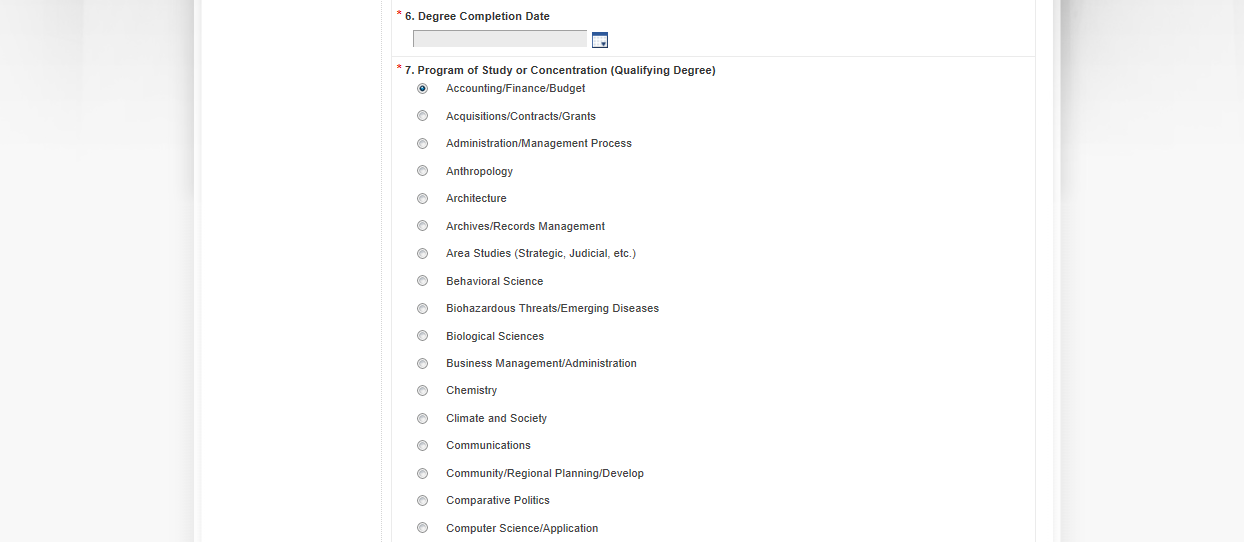 * 6. Degree Completion Date
* 7. Program of Study or Concentration (Qualifying Degree)
Accounting/Finance/Budget
Acquisitions/Contracts/Grants
Administration/Management Process
Anthropology
Architecture
Archives/Records Management
Area Studies (Strategic, Judicial, etc.)
Behavioral Science
Biohazardous Threats/Emerging Diseases
Biological Sciences
Business Management/Administration
Chemistry
Climate and Society
Communications
Community/Regional Planning/Develop
Comparative Politics
Computer Science/Application